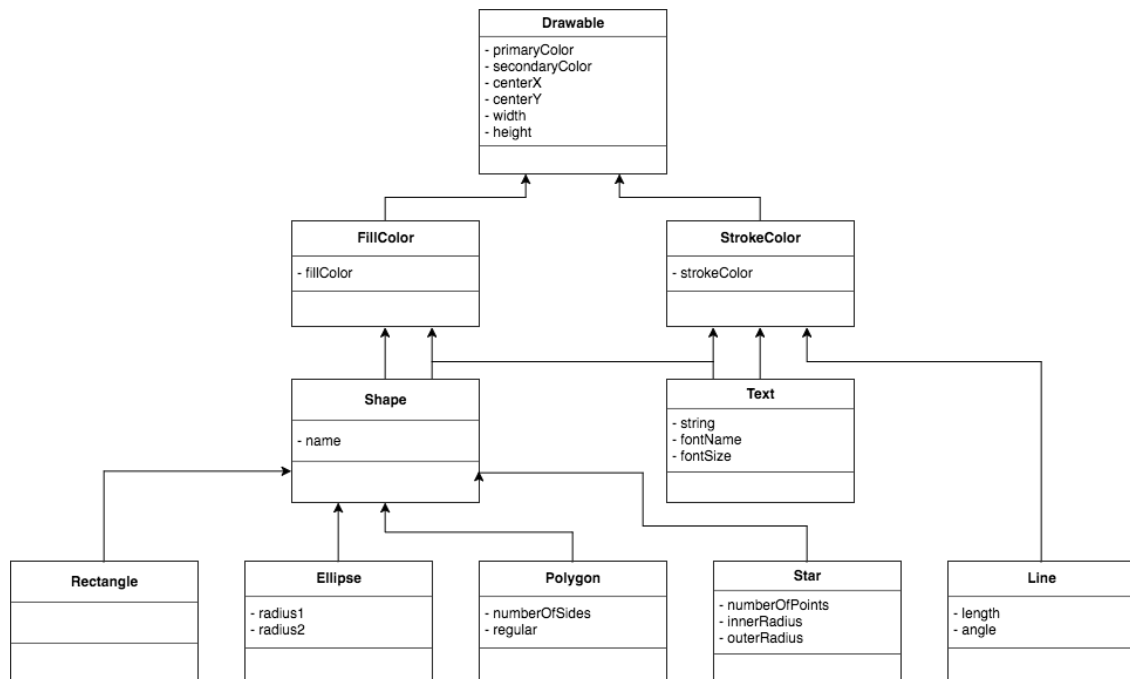 Drawable
- primaryColor
- secondaryColor
- centerX
- centerY
- width
- height
FillColor
- fillColor
StrokeColor
- strokeColor
Shape
- name
Text
- string
- fontName
- fontSize
Rectangle
Ellipse
- radius1
- radius2
Polygon
- numberOfSides
- regular
Star
- numberOfPoints
- innerRadius
- outerRadius
Line
- length
- angle